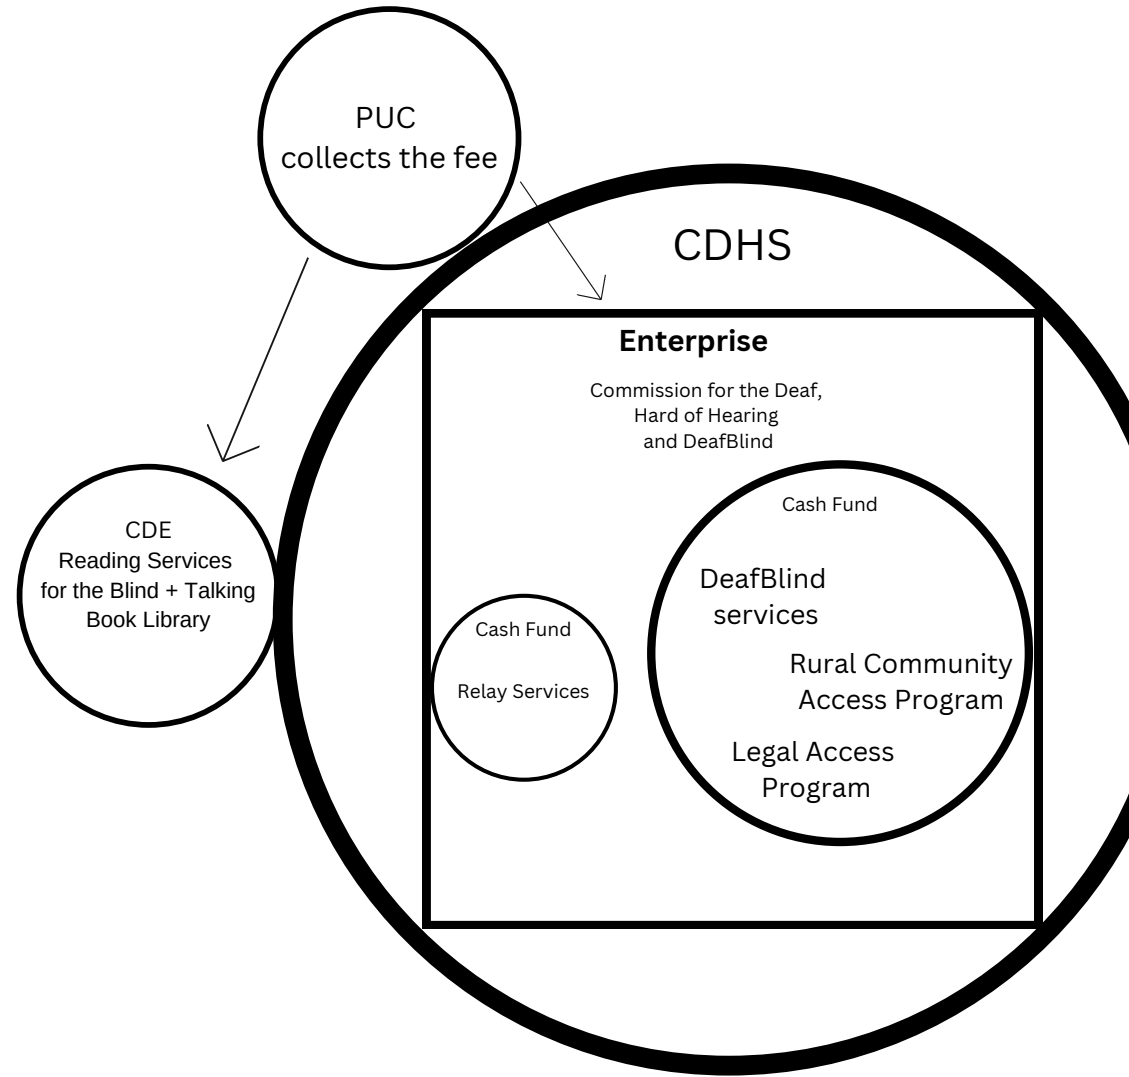 PUC
collects the fee
CDHS
Enterprise
Commission for the Deaf,
Hard of Hearing
and DeafBlind
Cash Fund
DeafBlind
services
Rural Community
Access Program
Legal Access
Program
Cash Fund
Relay Services
CDE
Reading Services
for the Blind + Talking
Book Library